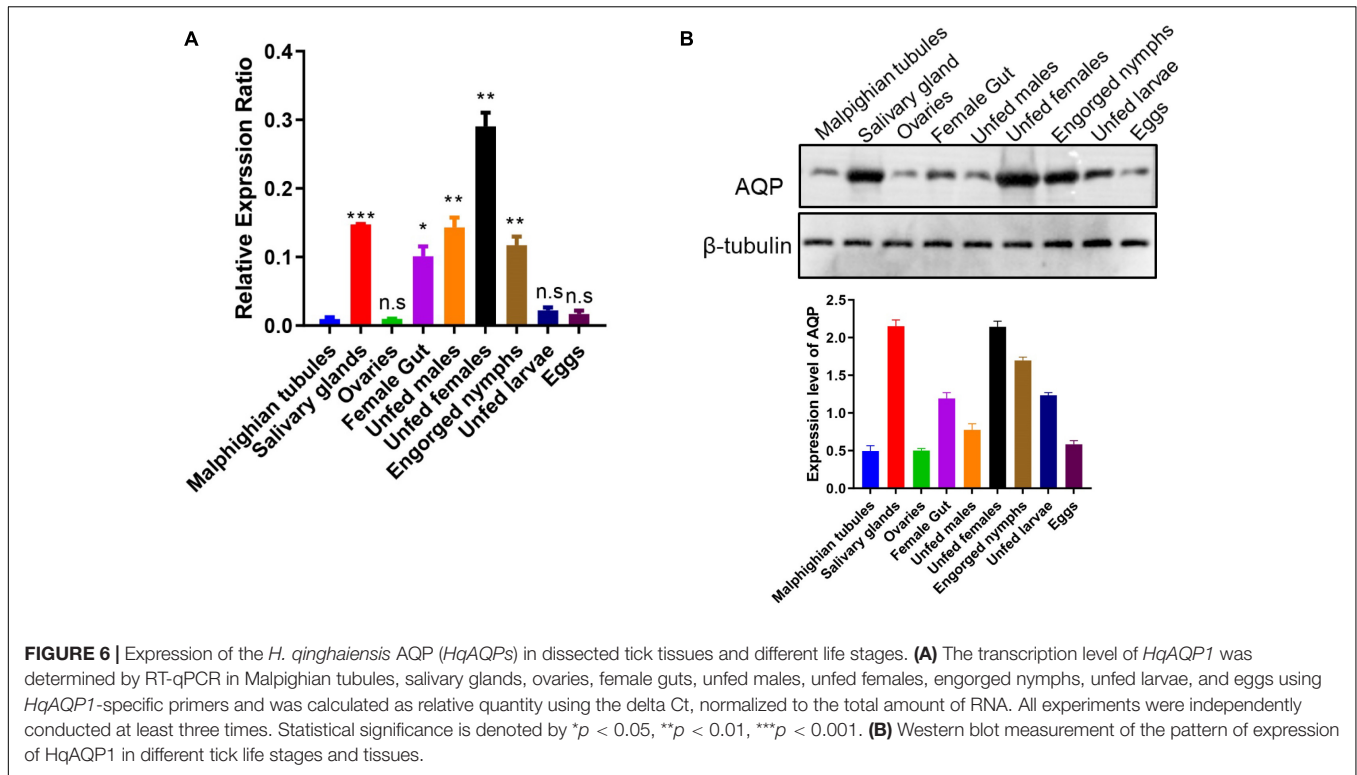 A
Relative Exprssion Ratio
0.4
0.3
0.2
0.1
0.0
***
n.s
*
**
**
**
n.s
n.s
Malphighian tubules
Salivary glands
Ovaries
Female Gut
Unfed males
Unfed females
Engorged nymphs
Unfed larvae
Eggs
B
Malpighian tubules
Salivary gland
Ovaries
Female Gut
Unfed males
Unfed females
Engorged nymphs
Unfed larvae
Eggs
AQP
β-tubulin
Expression level of AQP
2.5
2.0
1.5
1.0
0.5
0.0
Malphighian tubules
Salivary glands
Ovaries
Female Gut
Unfed males
Unfed females
Engorged nymphs
Unfed larvae
Eggs
FIGURE 6 | Expression of the H. qinghaiensis AQP (HqAQPs) in dissected tick tissues and different life stages. (A) The transcription level of HqAQP1 was
determined by RT-qPCR in Malpighian tubules, salivary glands, ovaries, female guts, unfed males, unfed females, engorged nymphs, unfed larvae, and eggs using
HqAQP1-specific primers and was calculated as relative quantity using the delta Ct, normalized to the total amount of RNA. All experiments were independently
conducted at least three times. Statistical significance is denoted by *p < 0.05, **p < 0.01, ***p < 0.001. (B) Western blot measurement of the pattern of expression
of HqAQP1 in different tick life stages and tissues.